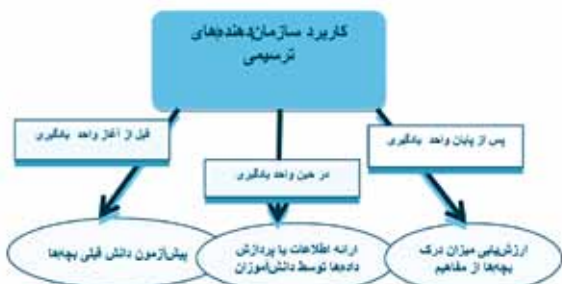 کاربرد سازمان‌دهنده‌های
ترسیمی
پس از پایان واحد یادگیری
در حین واحد یادگیری
قبل از آغاز واحد یادگیری
ارزش‌یابی میزان درک
بچه‌ها از مفاهیم
ارائه اطلاعات یا پردازش
داده‌ها توسط دانش‌آموزان
پیش‌آزمون دانش قبلی بچه‌ها